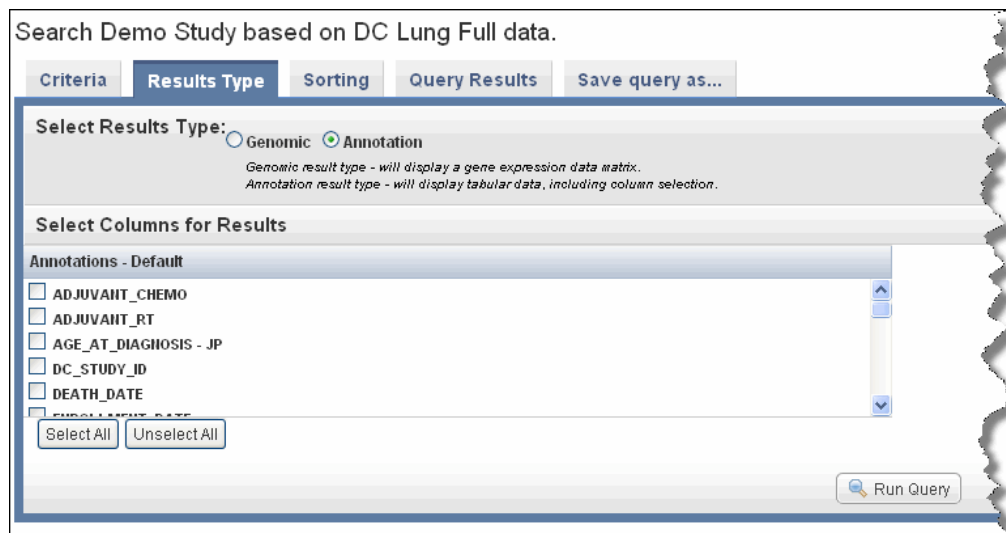 Search Demo Study based on DC Lung Full data.
Criteria Results Type Sorting Query Results Save query as...
Select Results Type: Genomic Annotation
Genomic result type - will display a gene expression data matrix.
Annotation result type - will display tabular data, including column selection.
Select Columns for Results
Annotations - Default
ADJUVANT_CHEMO
ADJUVANT_RT
AGE_AT_DIAGNOSIS - JP
DC_STUDY_ID
DEATH_DATE
Select All Unselect All
Run Query